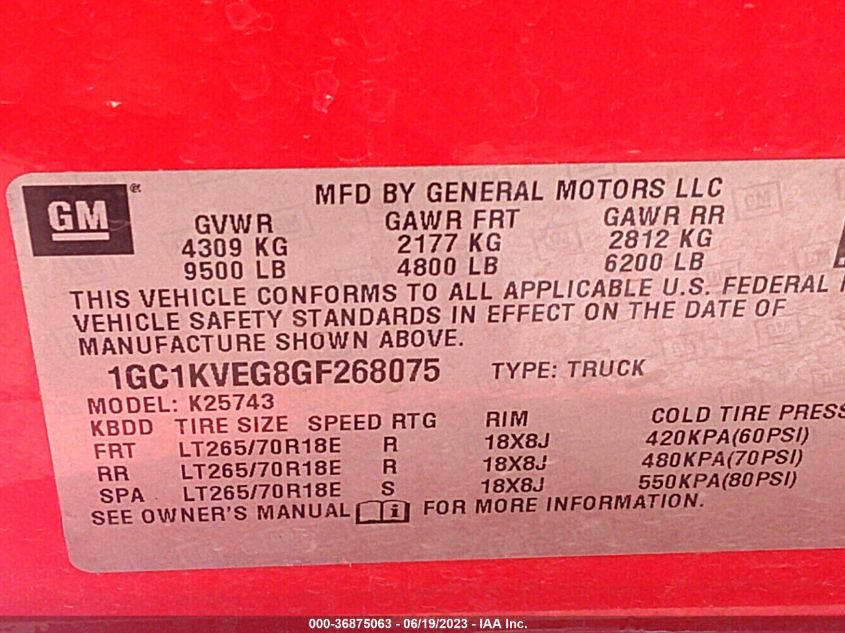 GM ®
MFD BY GENERAL MOTORS LLC
GVWR GAWR FRT GAWR RR
4309 KG 2177 KG 2812 KG
9500 LB 4800 LB 6200 LB
THIS VEHICLE CONFORMS TO ALL APPLICABLE U.S. FEDERAL
VEHICLE SAFETY STANDARDS IN EFFECT ON THE DATE OF
MANUFACTURE SHOWN ABOVE.
1GC1KVEG8GF268075 TYPE: TRUCK
MODEL: K25743
KBDD TIRE SIZE SPEED RTG RIM COLD TIRE PRESS
FRT LT265/70R18E R 18X8J 420KPA(60PSI)
RR LT265/70R18E R 18X8J 480KPA(70PSI)
SPA LT265/70R18E S 18X8J 550KPA(80PSI)
SEE OWNER'S MANUAL i FOR MORE INFORMATION.
000-36875063 - 06/19/2023 - IAA Inc.